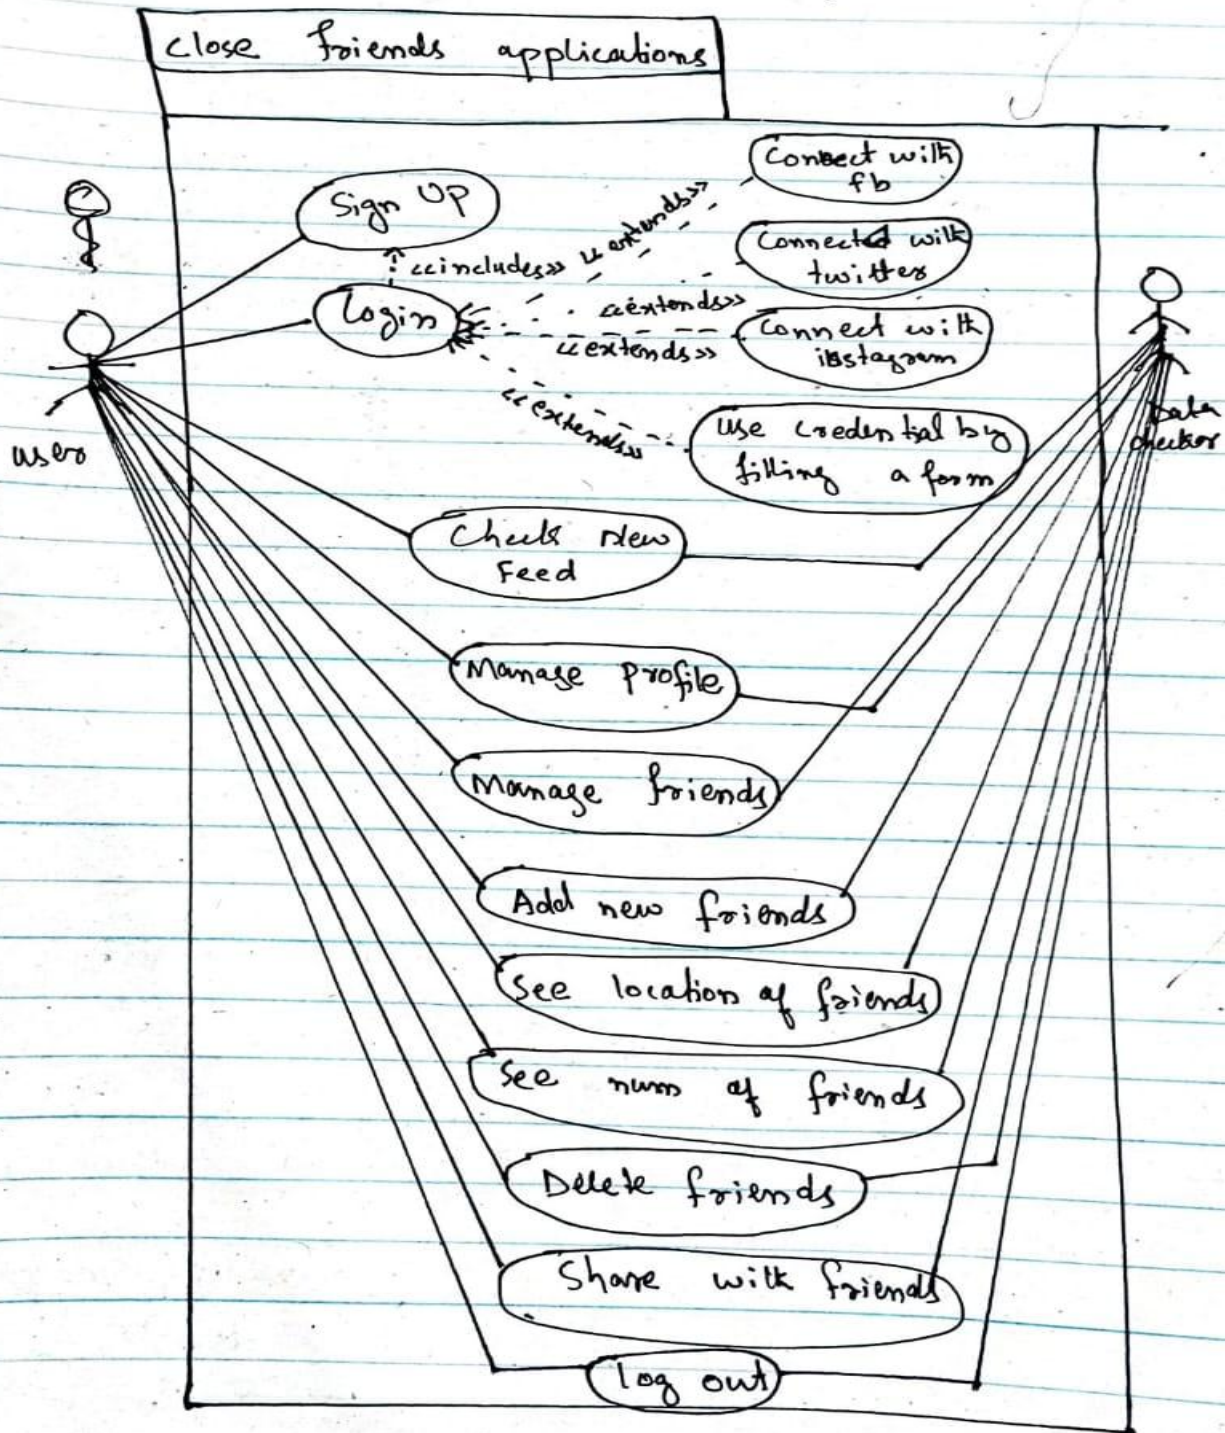 Close friends applications
Connect with
fb
Sign Up
<<extends>>
Connected with
twitter
<<includes>>
Login
<<extends>>
Connect with
instagram
<<extends>>
<<extends>>
Use credential by
filling a form
user
Data
checker
Check New
Feed
Manage Profile
Manage friends
Add new friends
See location of friends
See num of friends
Delete friends
Share with friends
log out